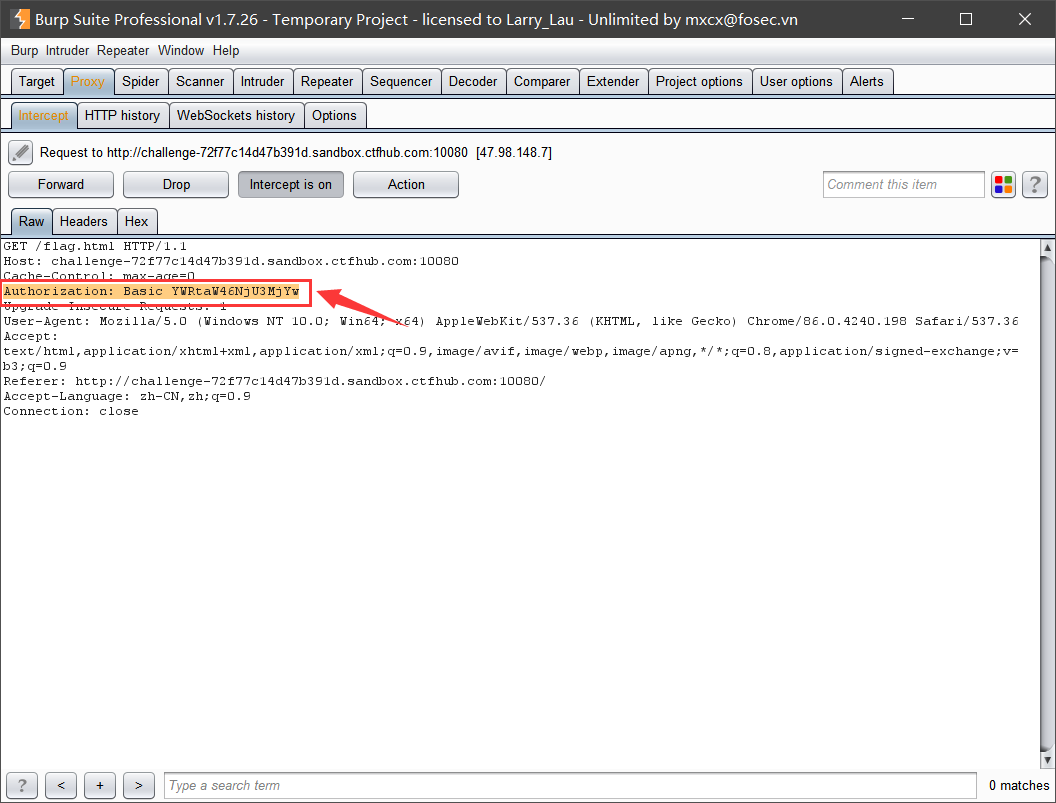 Burp Suite Professional v1.7.26 - Temporary Project - licensed to Larry_Lau - Unlimited by mxcx@fosec.vn
Burp Intruder Repeater Window Help
Target Proxy Spider Scanner Intruder Repeater Sequencer Decoder Comparer Extender Project options User options Alerts
Intercept HTTP history WebSockets history Options
Request to http://challenge-72f77c14d47b391d.sandbox.ctfhub.com:10080 [47.98.148.7]
Forward Drop Intercept is on Action Comment this item ?
Raw Headers Hex
GET /flag.html HTTP/1.1
Host: challenge-72f77c14d47b391d.sandbox.ctfhub.com:10080
Cache-Control: max-age=0
Authorization: Basic YWRtaW46NjU3MjYw
Upgrade-Insecure-Requests: 1
User-Agent: Mozilla/5.0 (Windows NT 10.0; Win64; x64) AppleWebKit/537.36 (KHTML, like Gecko) Chrome/86.0.4240.198 Safari/537.36
Accept:
text/html,application/xhtml+xml,application/xml;q=0.9,image/avif,image/webp,image/apng,*/*;q=0.8,application/signed-exchange;v=
b3;q=0.9
Referer: http://challenge-72f77c14d47b391d.sandbox.ctfhub.com:10080/
Accept-Language: zh-CN,zh;q=0.9
Connection: close
? < + > Type a search term 0 matches